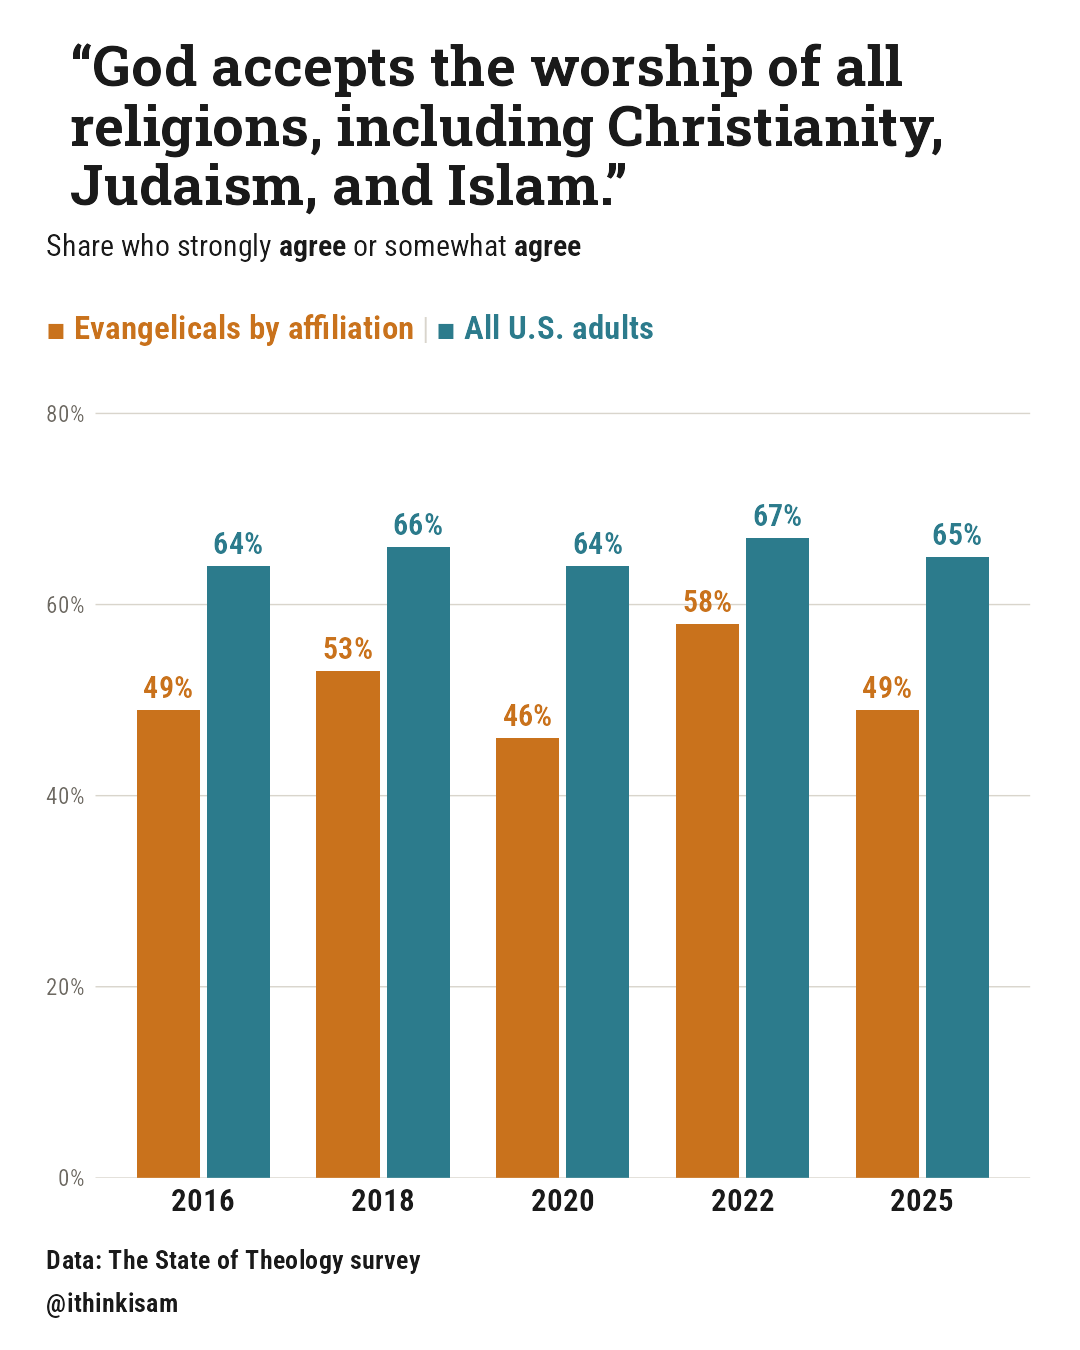 “God accepts the worship of all
religions, including Christianity,
Judaism, and Islam.”
Share who strongly agree or somewhat agree
Evangelicals by affiliation | All U.S. adults
80%
60%
40%
20%
0%
49%
64%
53%
66%
46%
64%
58%
67%
49%
65%
2016 2018 2020 2022 2025
Data: The State of Theology survey
@ithinkisam